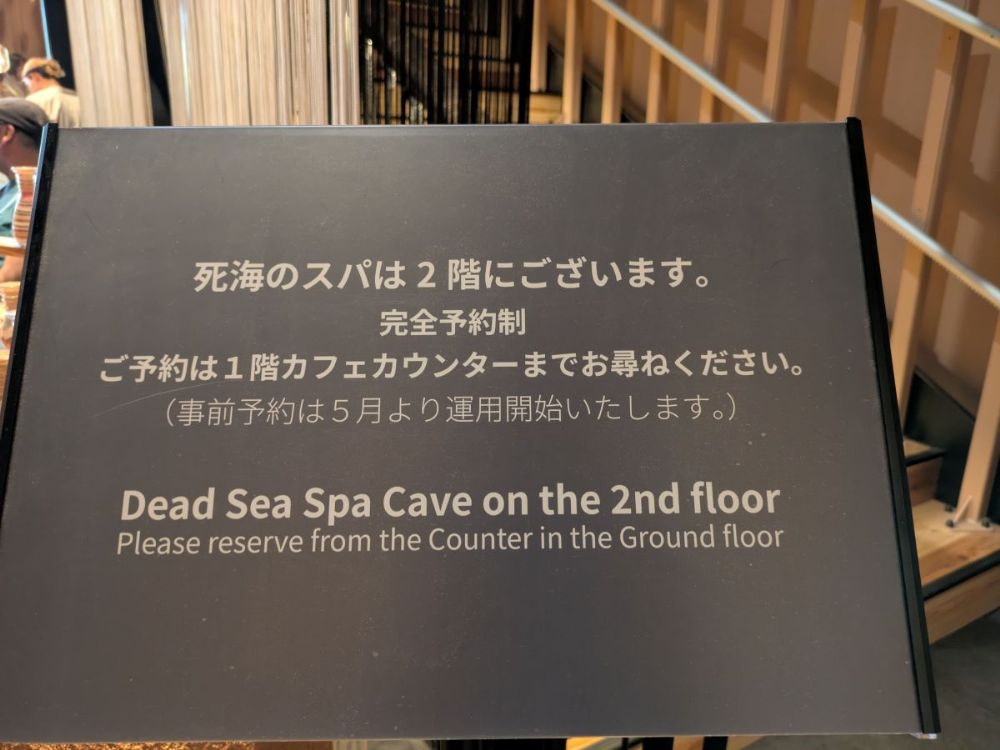 死海のスパは２階にございます。
完全予約制
ご予約は１階カフェカウンターまでお尋ねください。
（事前予約は５月より運用開始いたします。）
Dead Sea Spa Cave on the 2nd floor
Please reserve from the Counter in the Ground floor